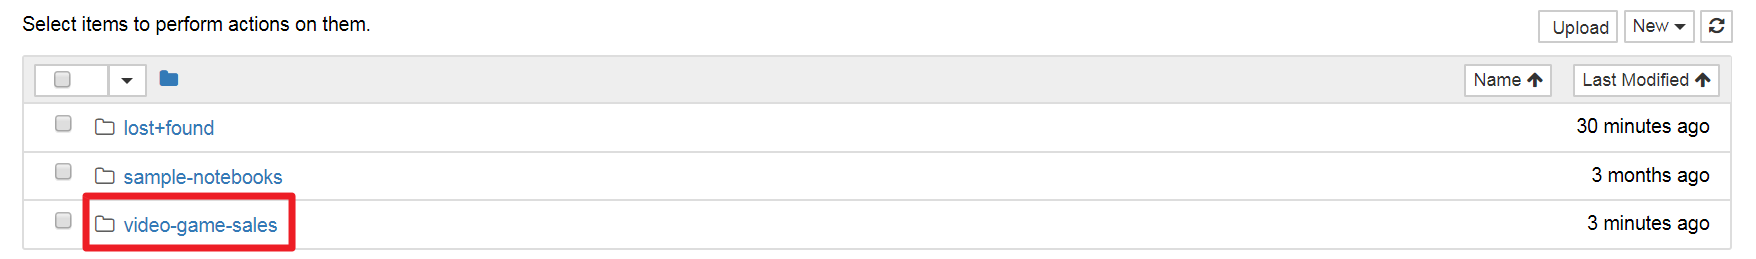 Select items to perform actions on them.
Upload New
Name Last Modified
lost+found 30 minutes ago
sample-notebooks 3 months ago
video-game-sales 3 minutes ago